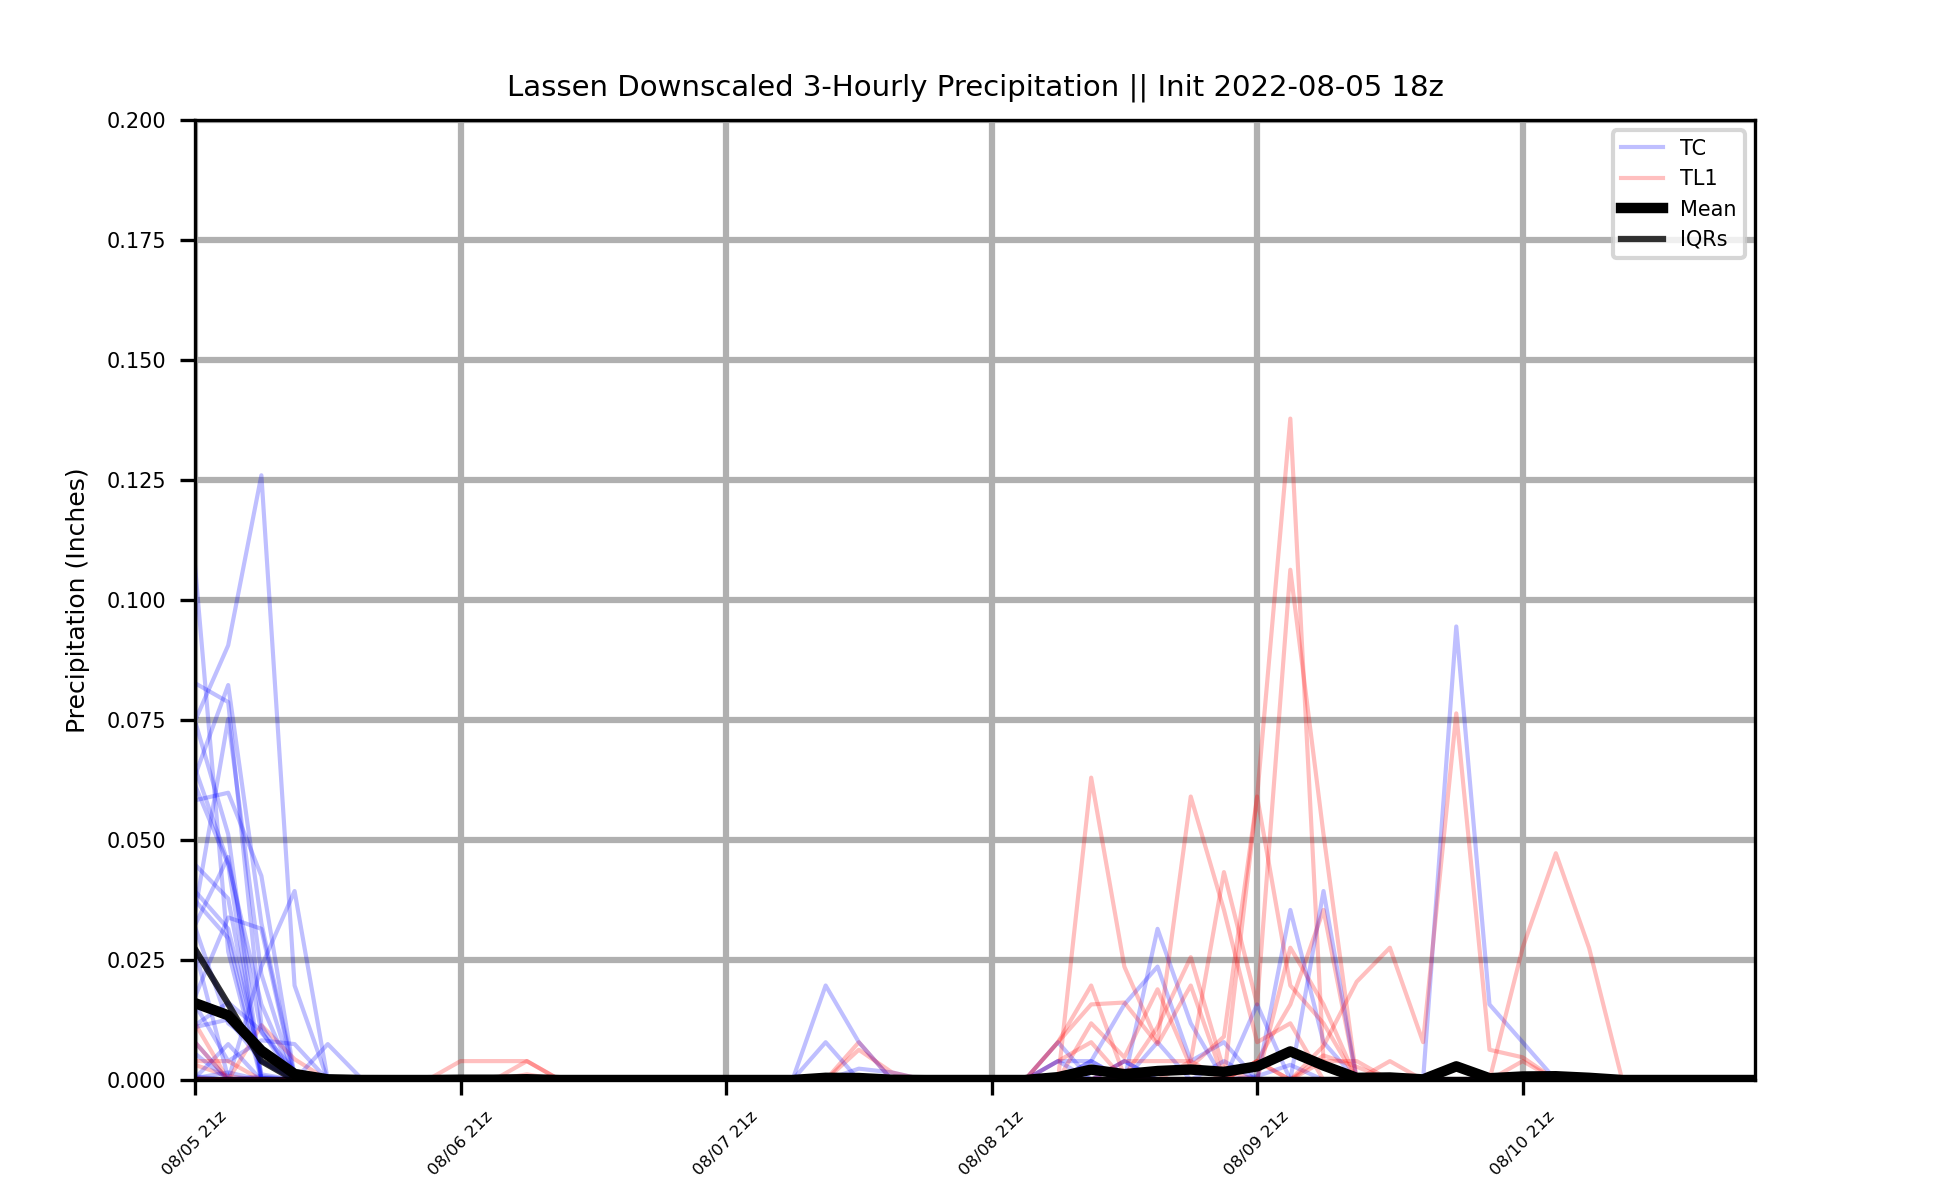 Lassen Downscaled 3-Hourly Precipitation || Init 2022-08-05 18z
TC
TL1
Mean
IQRs
Precipitation (Inches)
0.200
0.175
0.150
0.125
0.100
0.075
0.050
0.025
0.000
08/05 21z
08/06 21z
08/07 21z
08/08 21z
08/09 21z
08/10 21z